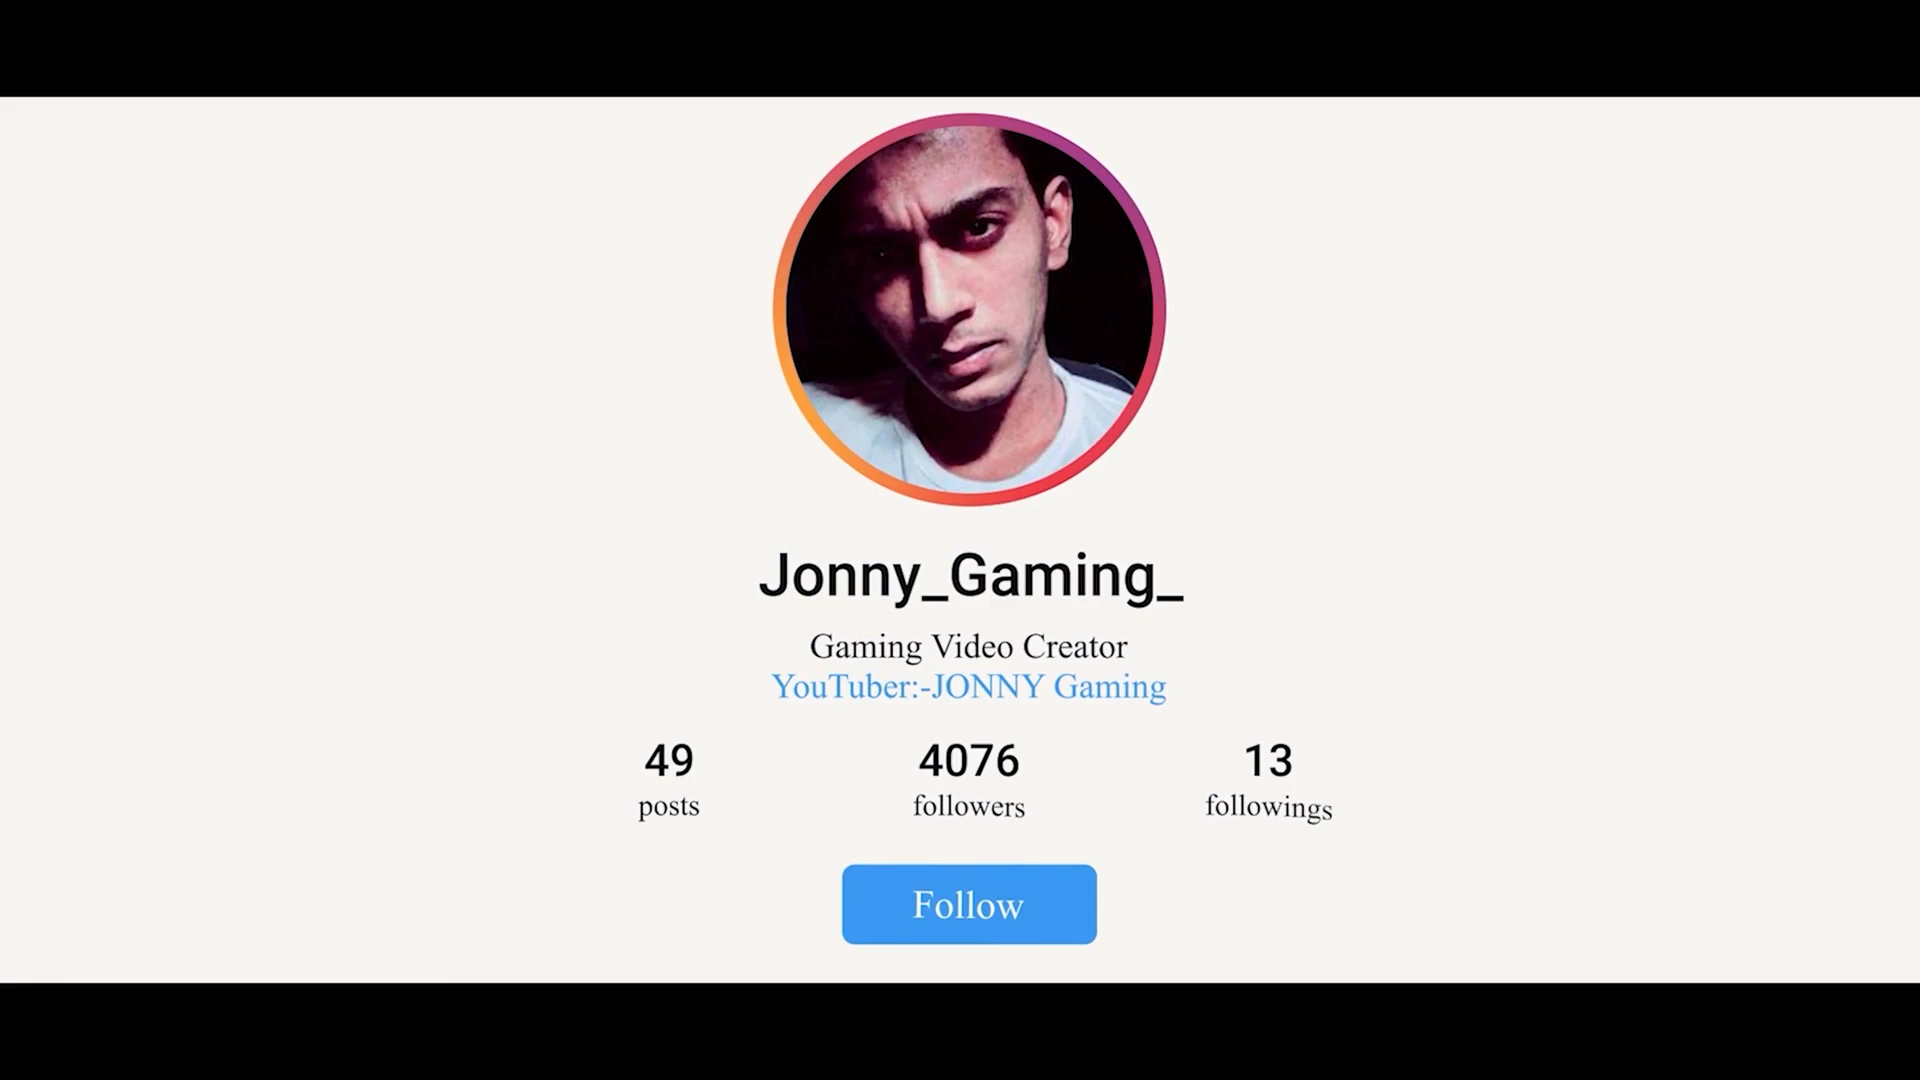 Jonny_Gaming_
Gaming Video Creator
YouTuber:-JONNY Gaming
49 4076 13
posts followers followings
Follow